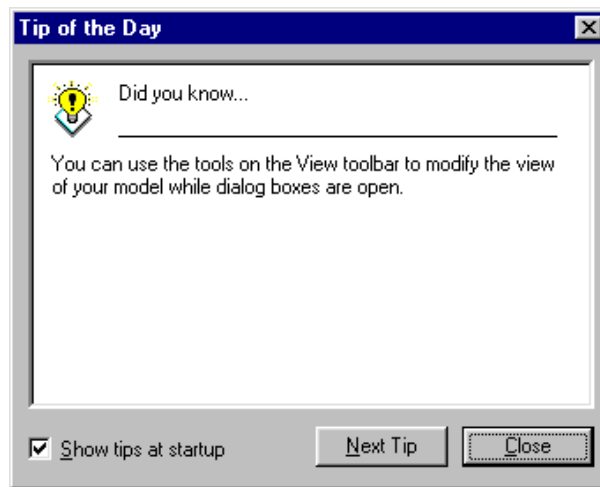 Tip of the Day
Did you know...
You can use the tools on the View toolbar to modify the view
of your model while dialog boxes are open.
Show tips at startup
Next Tip
Close